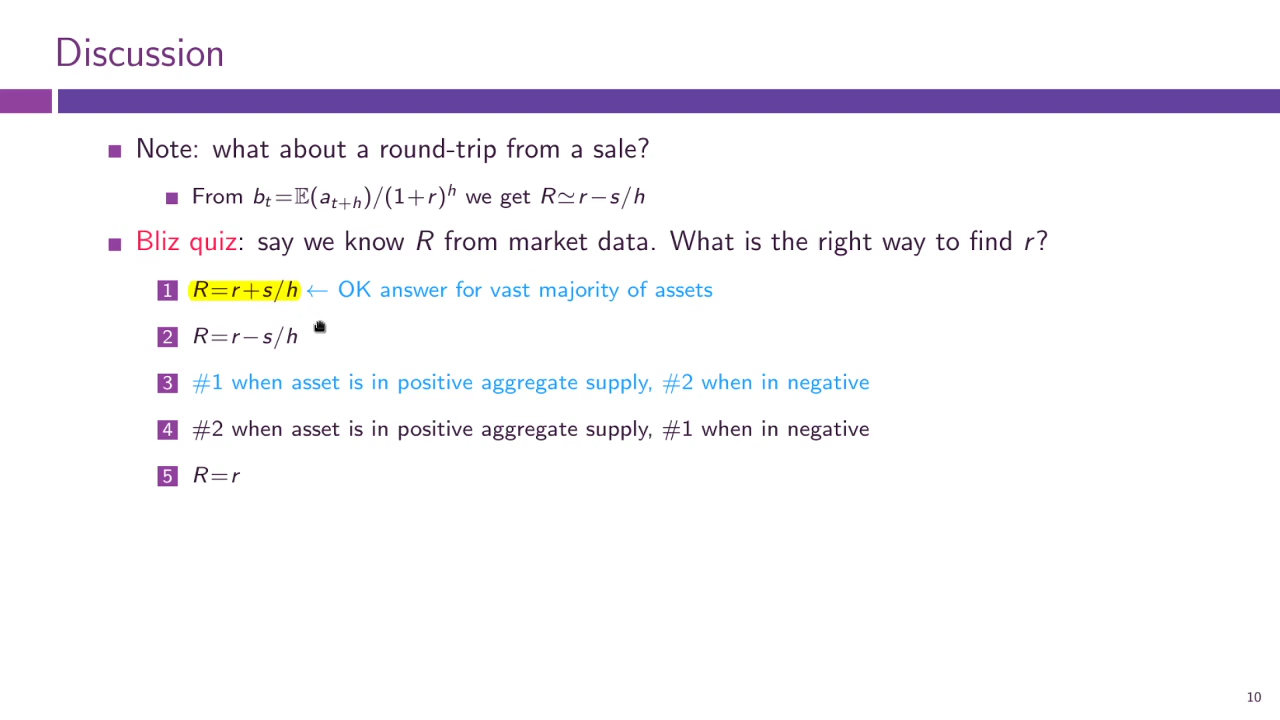 Discussion
Note: what about a round-trip from a sale?
From bₜ=𝔼(aₜ₊ₕ)/(1+r)ʰ we get R≃r−s/h
Bliz quiz: say we know R from market data. What is the right way to find r?
1 R=r+s/h ← OK answer for vast majority of assets
2 R=r−s/h
3 #1 when asset is in positive aggregate supply, #2 when in negative
4 #2 when asset is in positive aggregate supply, #1 when in negative
5 R=r
10